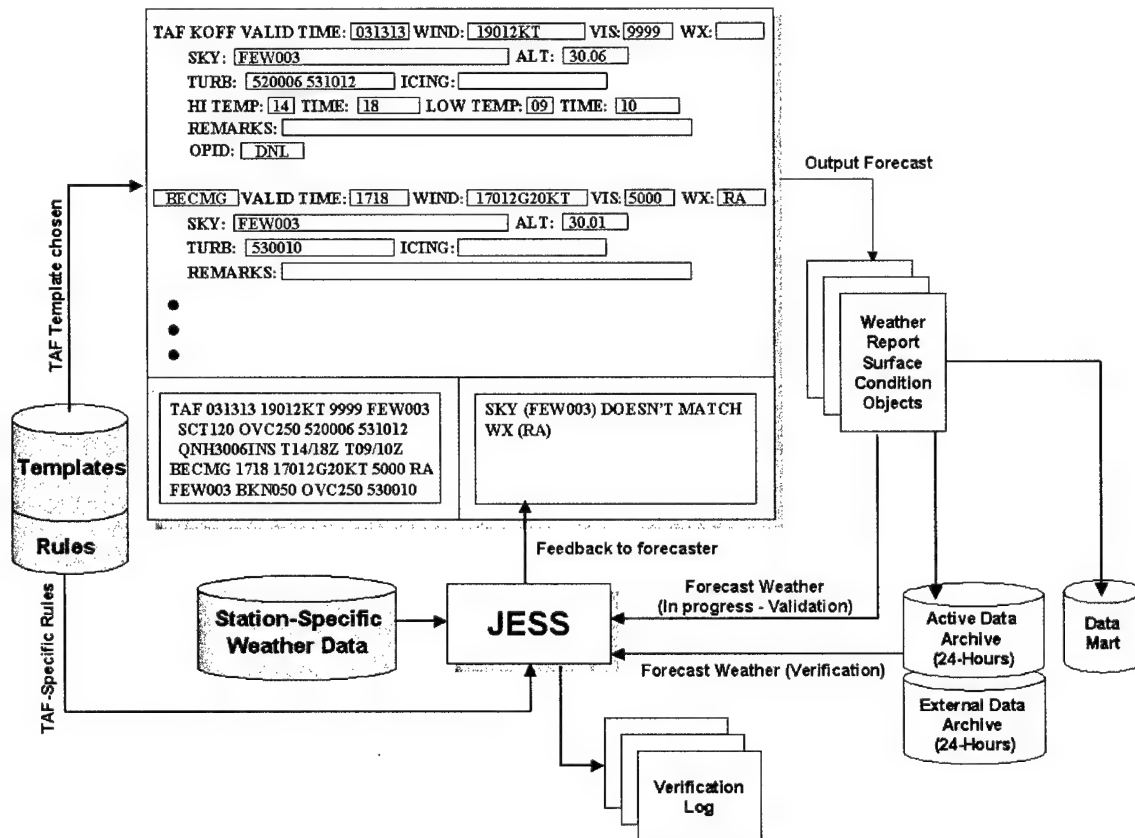 TAF KOFF VALID TIME: 031313 WIND: 19012KT VIS: 9999 WX:
SKY: FEW003 ALT: 30.06
TURB: 520006 531012 ICING:
HI TEMP: 14 TIME: 18 LOW TEMP: 09 TIME: 10
REMARKS:
OPID: DNL
BECMG VALID TIME: 1718 WIND: 17012G20KT VIS: 5000 WX: RA
SKY: FEW003 ALT: 30.01
TURB: 530010 ICING:
REMARKS:
TAF 031313 19012KT 9999 FEW003
SCT120 OVC250 520006 531012
QNH3006INS T14/18Z T09/10Z
BECMG 1718 17012G20KT 5000 RA
FEW003 BKN050 OVC250 530010
SKY (FEW003) DOESN'T MATCH
WX (RA)
Output Forecast
Weather
Report
Surface
Condition
Objects
TAF Template chosen
Templates
Rules
TAF-Specific Rules
Station-Specific
Weather Data
Feedback to forecaster
JESS
Forecast Weather
(In progress - Validation)
Forecast Weather (Verification)
Active Data
Archive
(24-Hours)
External Data
Archive
(24-Hours)
Data
Mart
Verification
Log